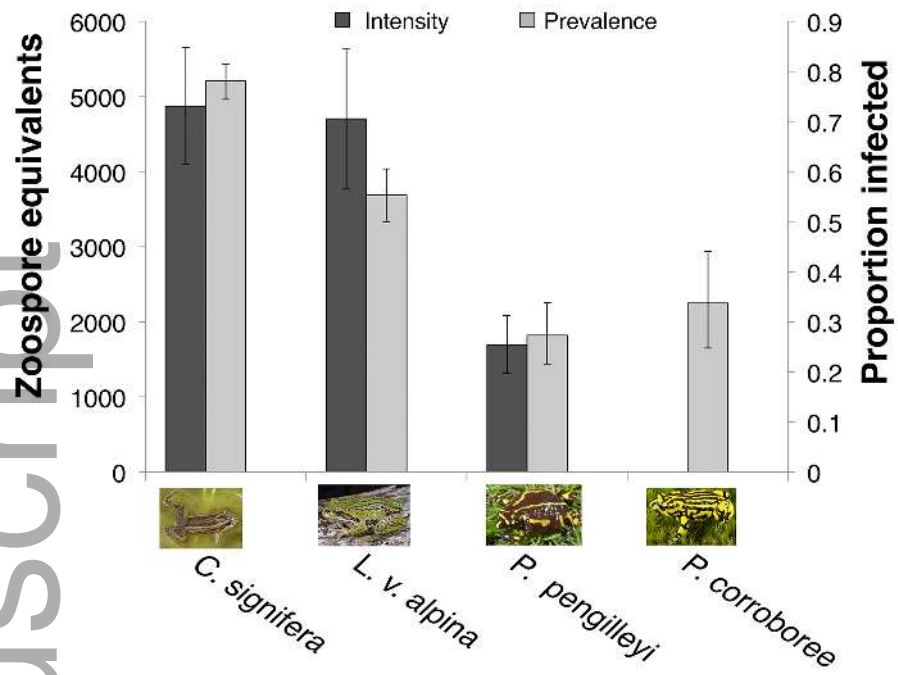 Intensity
Prevalence
Zoospore equivalents
6000
5000
4000
3000
2000
1000
0
Proportion infected
0.9
0.8
0.7
0.6
0.5
0.4
0.3
0.2
0.1
0
C. signifera
L. v. alpina
P. pengilleyi
P. corroboree
uscript